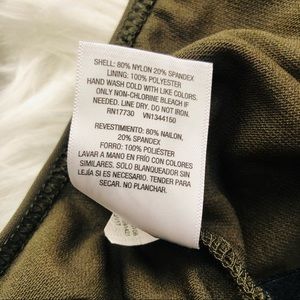 SHELL: 80% NYLON 20% SPANDEX
LINING: 100% POLYESTER
HAND WASH COLD WITH LIKE COLORS.
ONLY NON-CHLORINE BLEACH IF
NEEDED. LINE DRY. DO NOT IRON.
RN17730 VN1344150
REVESTIMIENTO: 80% NAILON,
20% SPANDEX
FORRO: 100% POLIÉSTER
LAVAR A MANO EN FRÍO CON COLORES
SIMILARES. SOLO BLANQUEADOR SIN
LEJÍA SI ES NECESARIO. TENDER PARA
SECAR. NO PLANCHAR.